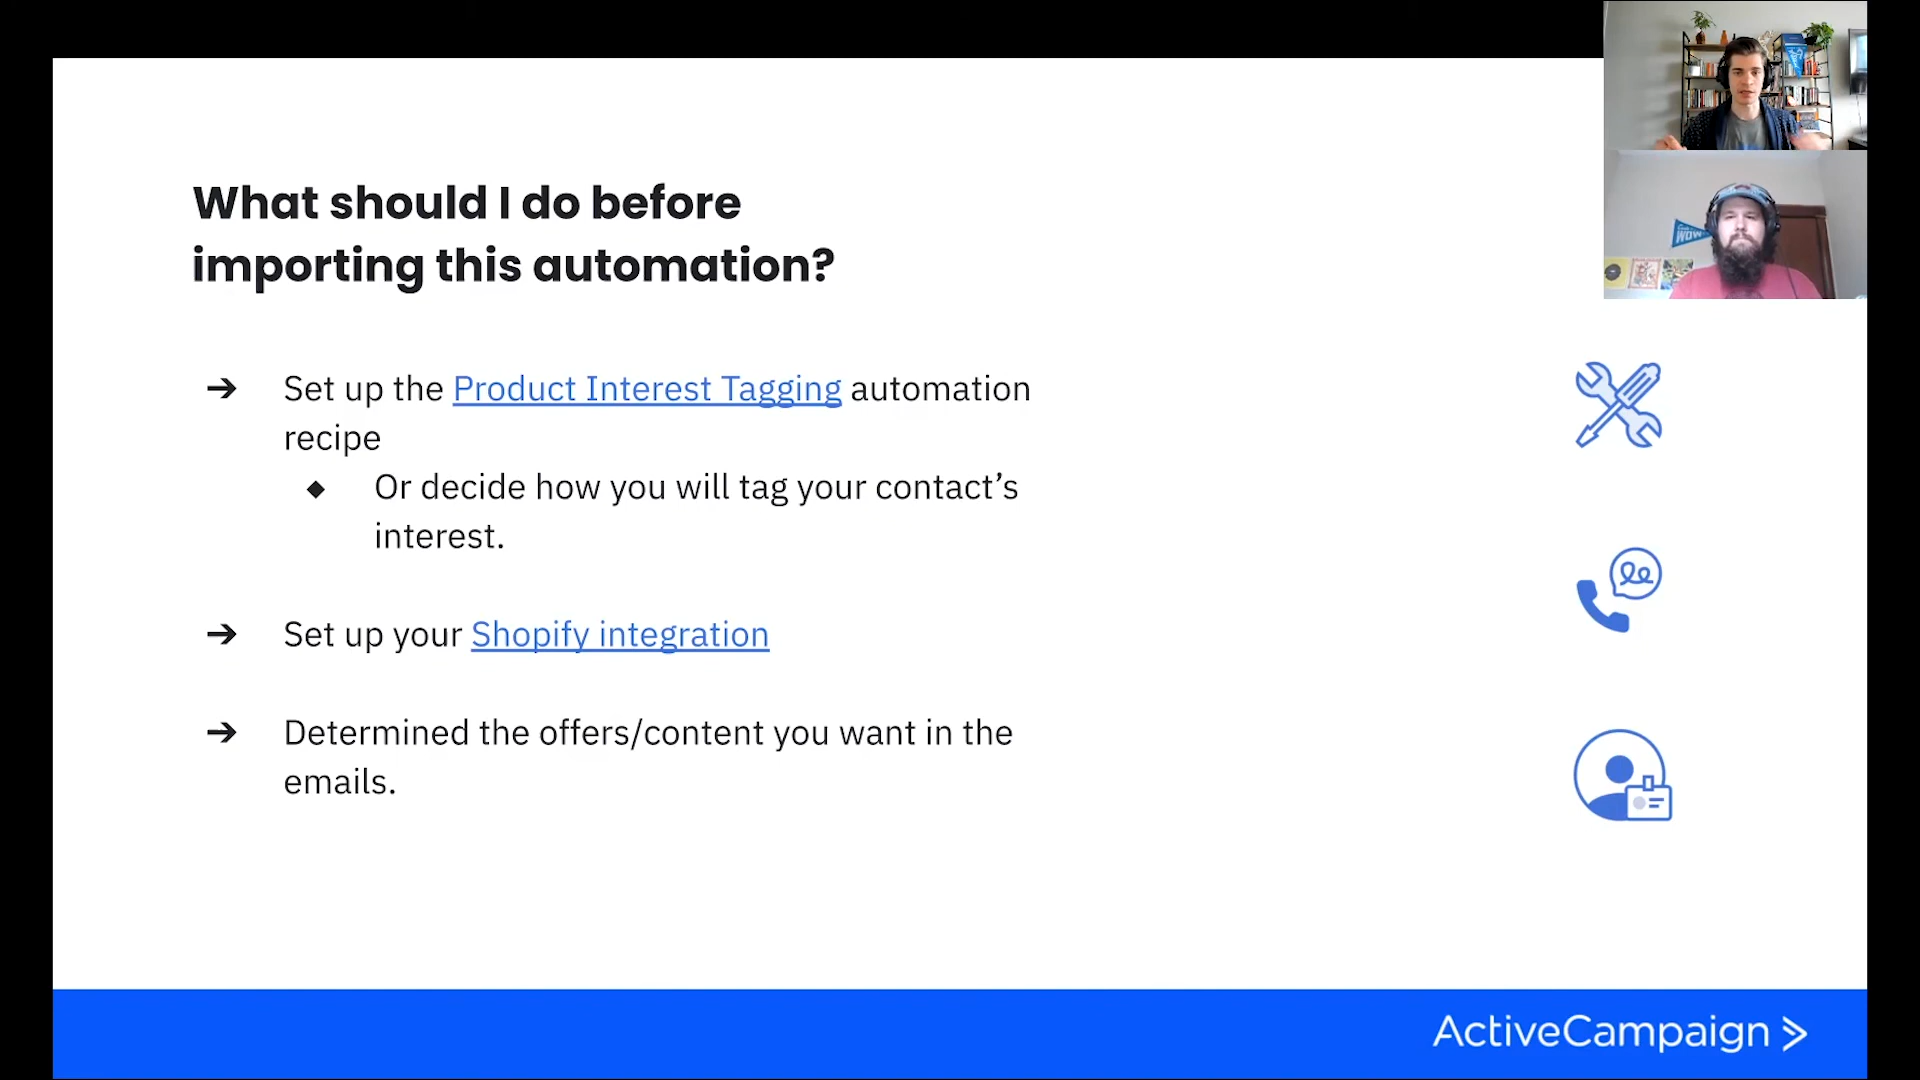 What should I do before
importing this automation?
➔ Set up the Product Interest Tagging automation
recipe
◆ Or decide how you will tag your contact’s
interest.
➔ Set up your Shopify integration
➔ Determined the offers/content you want in the
emails.
WOW
ActiveCampaign